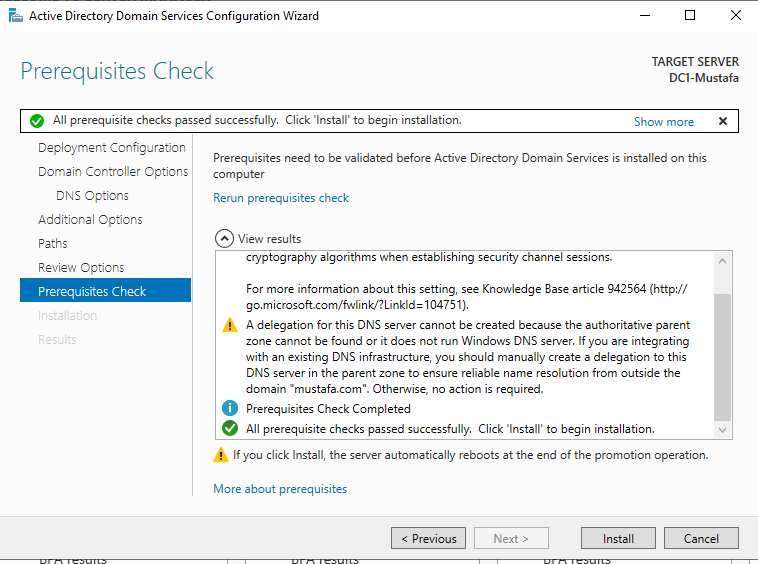 Active Directory Domain Services Configuration Wizard
Prerequisites Check
TARGET SERVER
DC1-Mustafa
All prerequisite checks passed successfully.  Click 'Install' to begin installation.
Show more
Deployment Configuration
Domain Controller Options
DNS Options
Additional Options
Paths
Review Options
Prerequisites Check
Installation
Results
Prerequisites need to be validated before Active Directory Domain Services is installed on this
computer
Rerun prerequisites check
View results
cryptography algorithms when establishing security channel sessions.
For more information about this setting, see Knowledge Base article 942564 (http://
go.microsoft.com/fwlink/?LinkId=104751).
A delegation for this DNS server cannot be created because the authoritative parent
zone cannot be found or it does not run Windows DNS server. If you are integrating
with an existing DNS infrastructure, you should manually create a delegation to this
DNS server in the parent zone to ensure reliable name resolution from outside the
domain "mustafa.com". Otherwise, no action is required.
Prerequisites Check Completed
All prerequisite checks passed successfully.  Click 'Install' to begin installation.
If you click Install, the server automatically reboots at the end of the promotion operation.
More about prerequisites
< Previous
Next >
Install
Cancel
BPA results
BPA results
BPA results